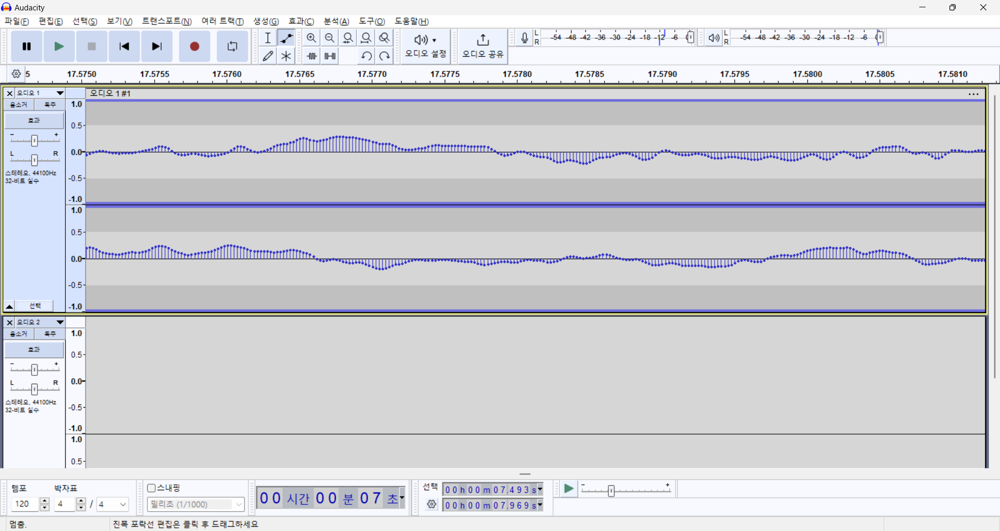 Audacity
파일(F) 편집(E) 선택(S) 보기(V) 트랜스포트(N) 여러 트랙(T) 생성(G) 효과(C) 분석(A) 도구(O) 도움말(H)
오디오 설정
오디오 공유
L
R
-54 -48 -42 -36 -30 -24 -18 -12 -6 0
L
R
-54 -48 -42 -36 -30 -24 -18 -12 -6 0
5 17.5750 17.5755 17.5760 17.5765 17.5770 17.5775 17.5780 17.5785 17.5790 17.5795 17.5800 17.5805 17.5810
오디오 1
오디오 1 #1
음소거 독주
효과
- +
L R
스테레오, 44100Hz
32-비트 실수
선택
1.0
0.5
0.0
-0.5
-1.0
1.0
0.5
0.0
-0.5
-1.0
오디오 2
음소거 독주
효과
- +
L R
스테레오, 44100Hz
32-비트 실수
1.0
0.5
0.0
-0.5
-1.0
1.0
0.5
템포 박자표
120 4 / 4
스내핑
밀리초 (1/1000)
00 시간 00 분 07 초
선택
00h00m07.493s
00h00m07.969s
- +
멈춤.
진폭 포락선 편집은 클릭 후 드래그하세요